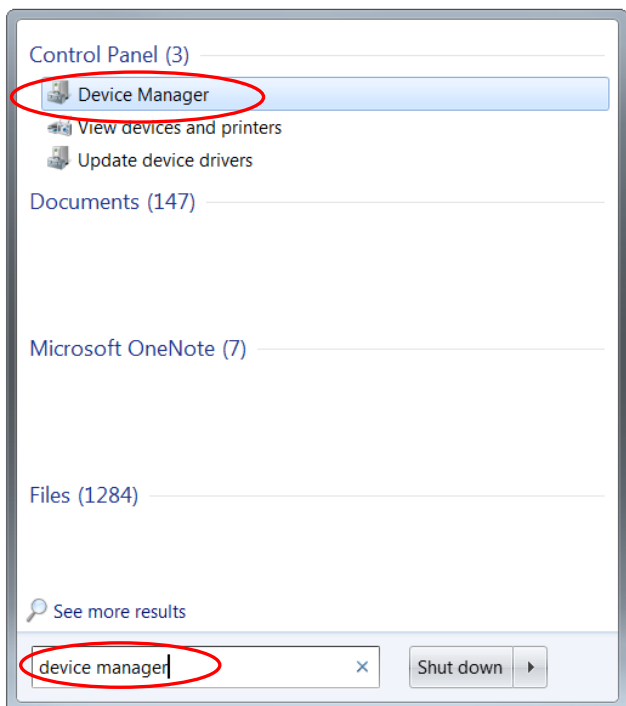 Control Panel (3)
Device Manager
View devices and printers
Update device drivers
Documents (147)
Microsoft OneNote (7)
Files (1284)
See more results
device manager
Shut down